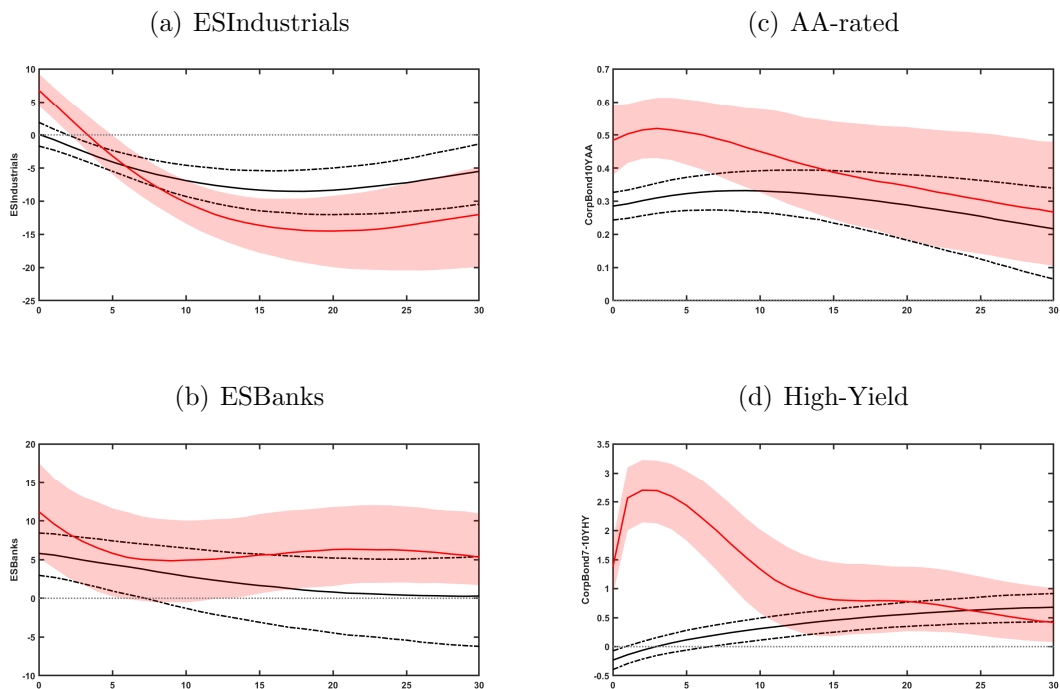 (a) ESIndustrials
10
5
0
-5
-10
-15
-20
-25
ESIndustrials
0 5 10 15 20 25 30
(c) AA-rated
0.7
0.6
0.5
0.4
0.3
0.2
0.1
0
CorpBond10YAA
0 5 10 15 20 25 30
(b) ESBanks
20
15
10
5
0
-5
-10
ESBanks
0 5 10 15 20 25 30
(d) High-Yield
3.5
3
2.5
2
1.5
1
0.5
0
-0.5
CorpBond7-10YHY
0 5 10 15 20 25 30